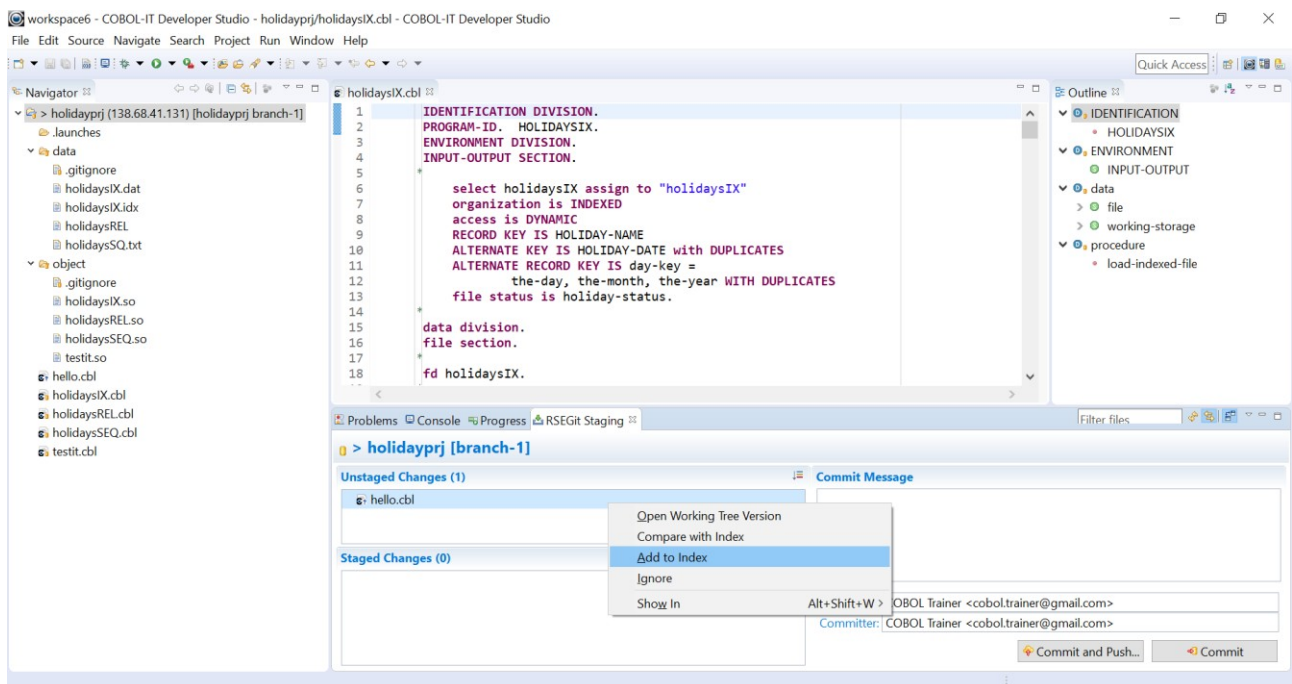 workspace6 - COBOL-IT Developer Studio - holidayprj/holidaysIX.cbl - COBOL-IT Developer Studio
File Edit Source Navigate Search Project Run Window Help
Quick Access
Navigator
> holidayprj (138.68.41.131) [holidayprj branch-1]
.launches
data
.gitignore
holidaysIX.dat
holidaysIX.idx
holidaysREL
holidaysSQ.txt
object
.gitignore
holidaysIX.so
holidaysREL.so
holidaysSEQ.so
testit.so
hello.cbl
holidaysIX.cbl
holidaysREL.cbl
holidaysSEQ.cbl
testit.cbl
holidaysIX.cbl
1 IDENTIFICATION DIVISION.
2 PROGRAM-ID. HOLIDAYSIX.
3 ENVIRONMENT DIVISION.
4 INPUT-OUTPUT SECTION.
5 *
6 select holidaysIX assign to "holidaysIX"
7 organization is INDEXED
8 access is DYNAMIC
9 RECORD KEY IS HOLIDAY-NAME
10 ALTERNATE KEY IS HOLIDAY-DATE with DUPLICATES
11 ALTERNATE RECORD KEY IS day-key =
12 the-day, the-month, the-year WITH DUPLICATES
13 file status is holiday-status.
14 *
15 data division.
16 file section.
17 *
18 fd holidaysIX.
Outline
IDENTIFICATION
HOLIDAYSIX
ENVIRONMENT
INPUT-OUTPUT
data
file
working-storage
procedure
load-indexed-file
Problems Console Progress RSEGit Staging
Filter files
> holidayprj [branch-1]
Unstaged Changes (1)
hello.cbl
Staged Changes (0)
Open Working Tree Version
Compare with Index
Add to Index
Ignore
Show In Alt+Shift+W >
Commit Message
OBOL Trainer <cobol.trainer@gmail.com>
Committer: COBOL Trainer <cobol.trainer@gmail.com>
Commit and Push... Commit